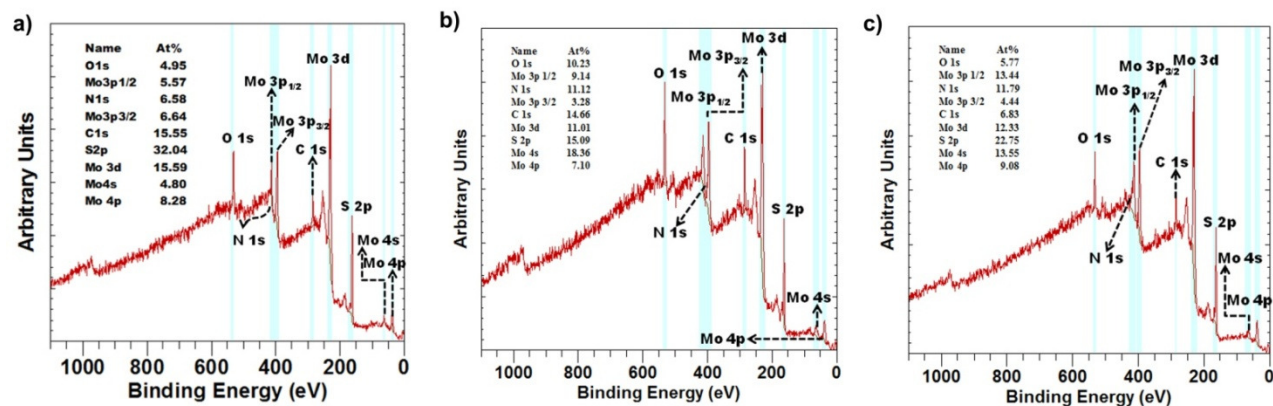 a)
Name At%
O1s 4.95
Mo3p1/2 5.57
N1s 6.58
Mo3p3/2 6.64
C1s 15.55
S2p 32.04
Mo 3d 15.59
Mo4s 4.80
Mo 4p 8.28
Mo 3d
Mo 3p1/2
Mo 3p3/2
O 1s
C 1s
N 1s
S 2p
Mo 4s
Mo 4p
Arbitrary Units
1000 800 600 400 200 0
Binding Energy (eV)
b)
Name At%
O 1s 10.23
Mo 3p 1/2 9.14
N 1s 11.12
Mo 3p 3/2 3.28
C 1s 14.66
Mo 3d 11.01
S 2p 15.09
Mo 4s 18.36
Mo 4p 7.10
Mo 3d
Mo 3p3/2
O 1s
Mo 3p1/2
C 1s
N 1s
S 2p
Mo 4s
Mo 4p
Arbitrary Units
1000 800 600 400 200 0
Binding Energy (eV)
c)
Name At%
O 1s 5.77
Mo 3p 1/2 13.44
N 1s 11.79
Mo 3p 3/2 4.44
C 1s 6.83
Mo 3d 12.33
S 2p 22.75
Mo 4s 13.55
Mo 4p 9.08
Mo 3d
Mo 3p3/2
Mo 3p1/2
O 1s
C 1s
N 1s
S 2p
Mo 4s
Mo 4p
Arbitrary Units
1000 800 600 400 200 0
Binding Energy (eV)